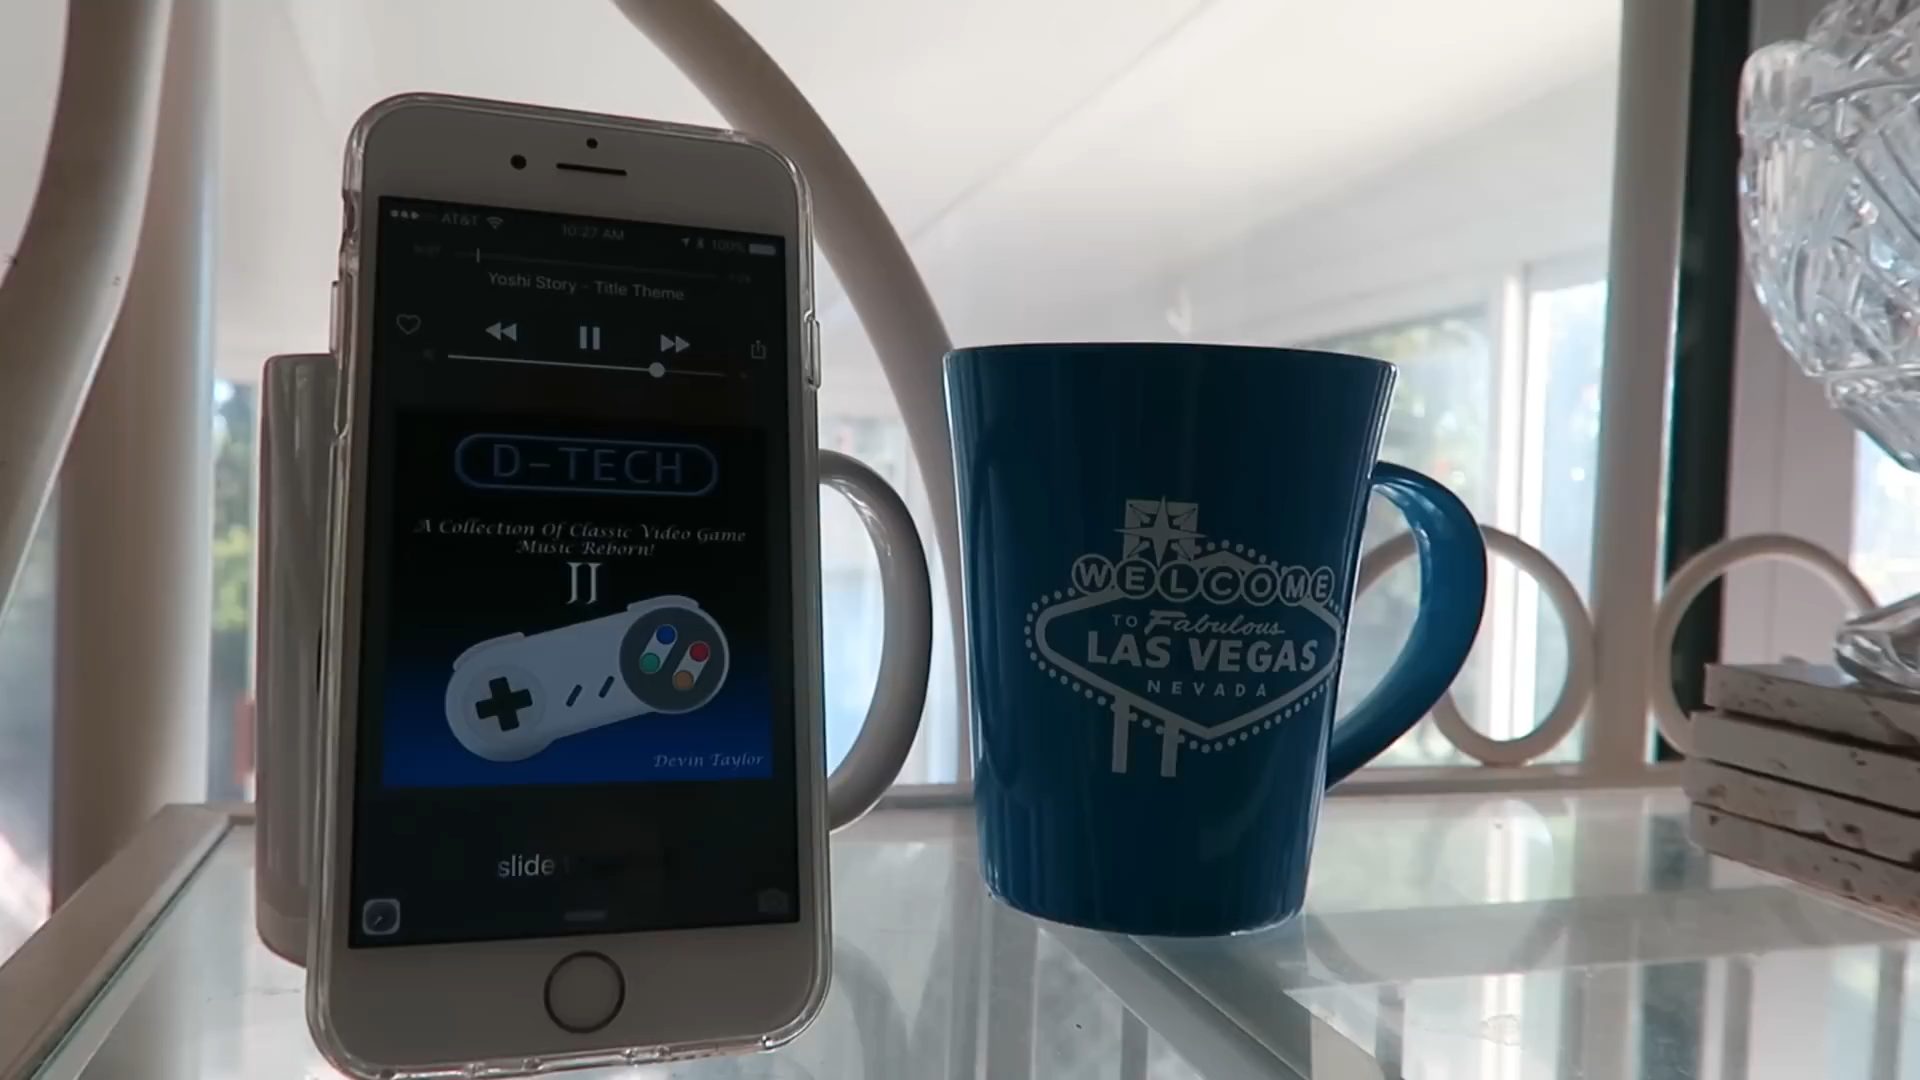 AT&T 10:27 AM 100%
Yoshi Story - Title Theme
D-TECH
A Collection Of Classic Video Game
Music Reborn!
II
Devin Taylor
slide
WELCOME
TO Fabulous
LAS VEGAS
NEVADA